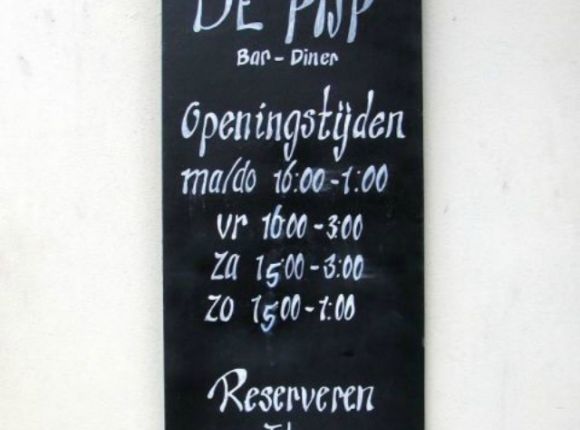 DE PIJP
Bar - Diner
Openingstijden
ma/do 16:00 - 1:00
vr 16:00 - 3:00
za 15:00 - 3:00
zo 15:00 - 1:00
Reserveren